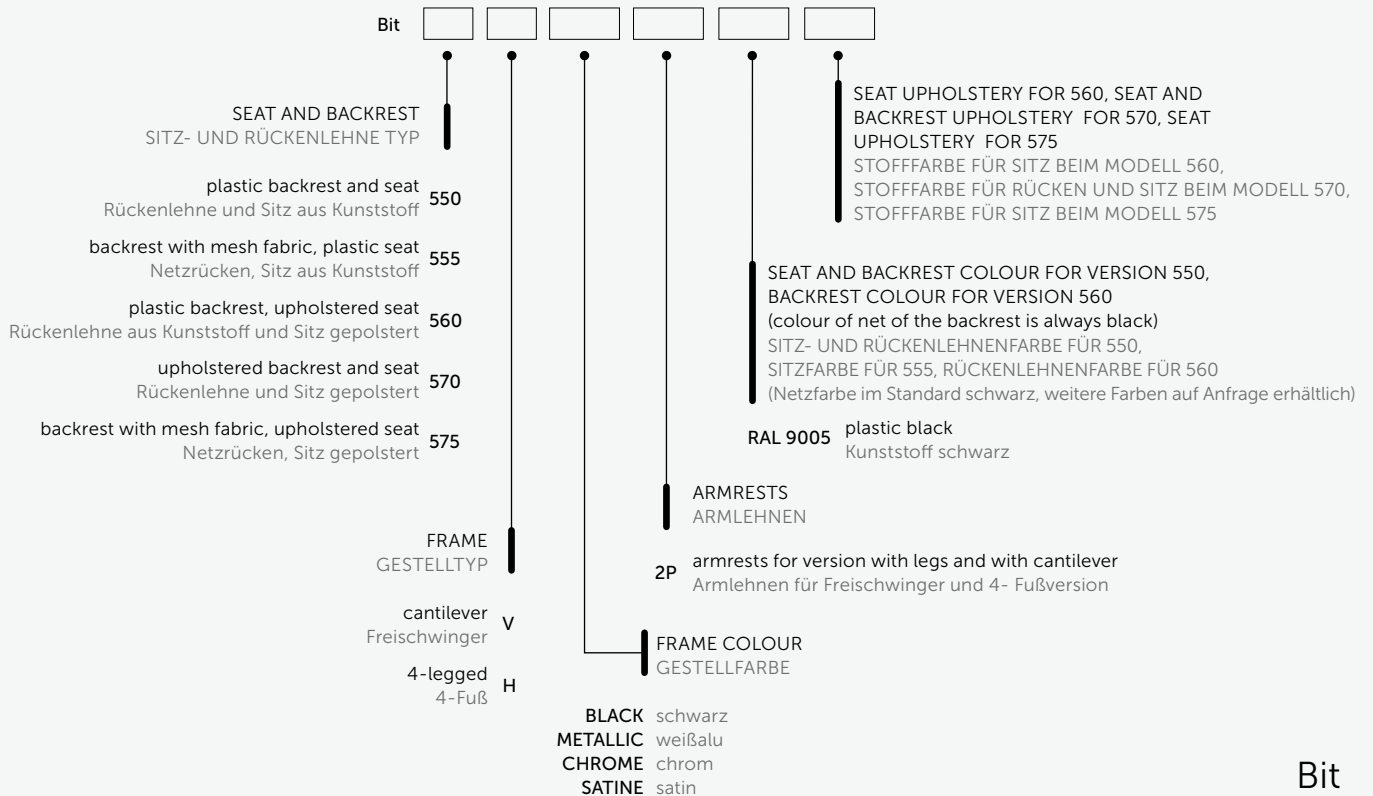 Bit
SEAT AND BACKREST
SITZ- UND RÜCKENLEHNE TYP
plastic backrest and seat
Rückenlehne und Sitz aus Kunststoff
550
backrest with mesh fabric, plastic seat
Netzrücken, Sitz aus Kunststoff
555
plastic backrest, upholstered seat
Rückenlehne aus Kunststoff und Sitz gepolstert
560
upholstered backrest and seat
Rückenlehne und Sitz gepolstert
570
backrest with mesh fabric, upholstered seat
Netzrücken, Sitz gepolstert
575
FRAME
GESTELLTYP
cantilever
Freischwinger
V
4-legged
4-Fuß
H
SEAT UPHOLSTERY FOR 560, SEAT AND
BACKREST UPHOLSTERY FOR 570, SEAT
UPHOLSTERY FOR 575
STOFFFARBE FÜR SITZ BEIM MODELL 560,
STOFFFARBE FÜR RÜCKEN UND SITZ BEIM MODELL 570,
STOFFFARBE FÜR SITZ BEIM MODELL 575
SEAT AND BACKREST COLOUR FOR VERSION 550,
BACKREST COLOUR FOR VERSION 560
(colour of net of the backrest is always black)
SITZ- UND RÜCKENLEHNENFARBE FÜR 550,
SITZFARBE FÜR 555, RÜCKENLEHNENFARBE FÜR 560
(Netzfarbe im Standard schwarz, weitere Farben auf Anfrage erhältlich)
RAL 9005 plastic black
Kunststoff schwarz
ARMRESTS
ARMLEHNEN
2P armrests for version with legs and with cantilever
Armlehnen für Freischwinger und 4- Fußversion
FRAME COLOUR
GESTELLFARBE
BLACK schwarz
METALLIC weißalu
CHROME chrom
SATINE satin
Bit